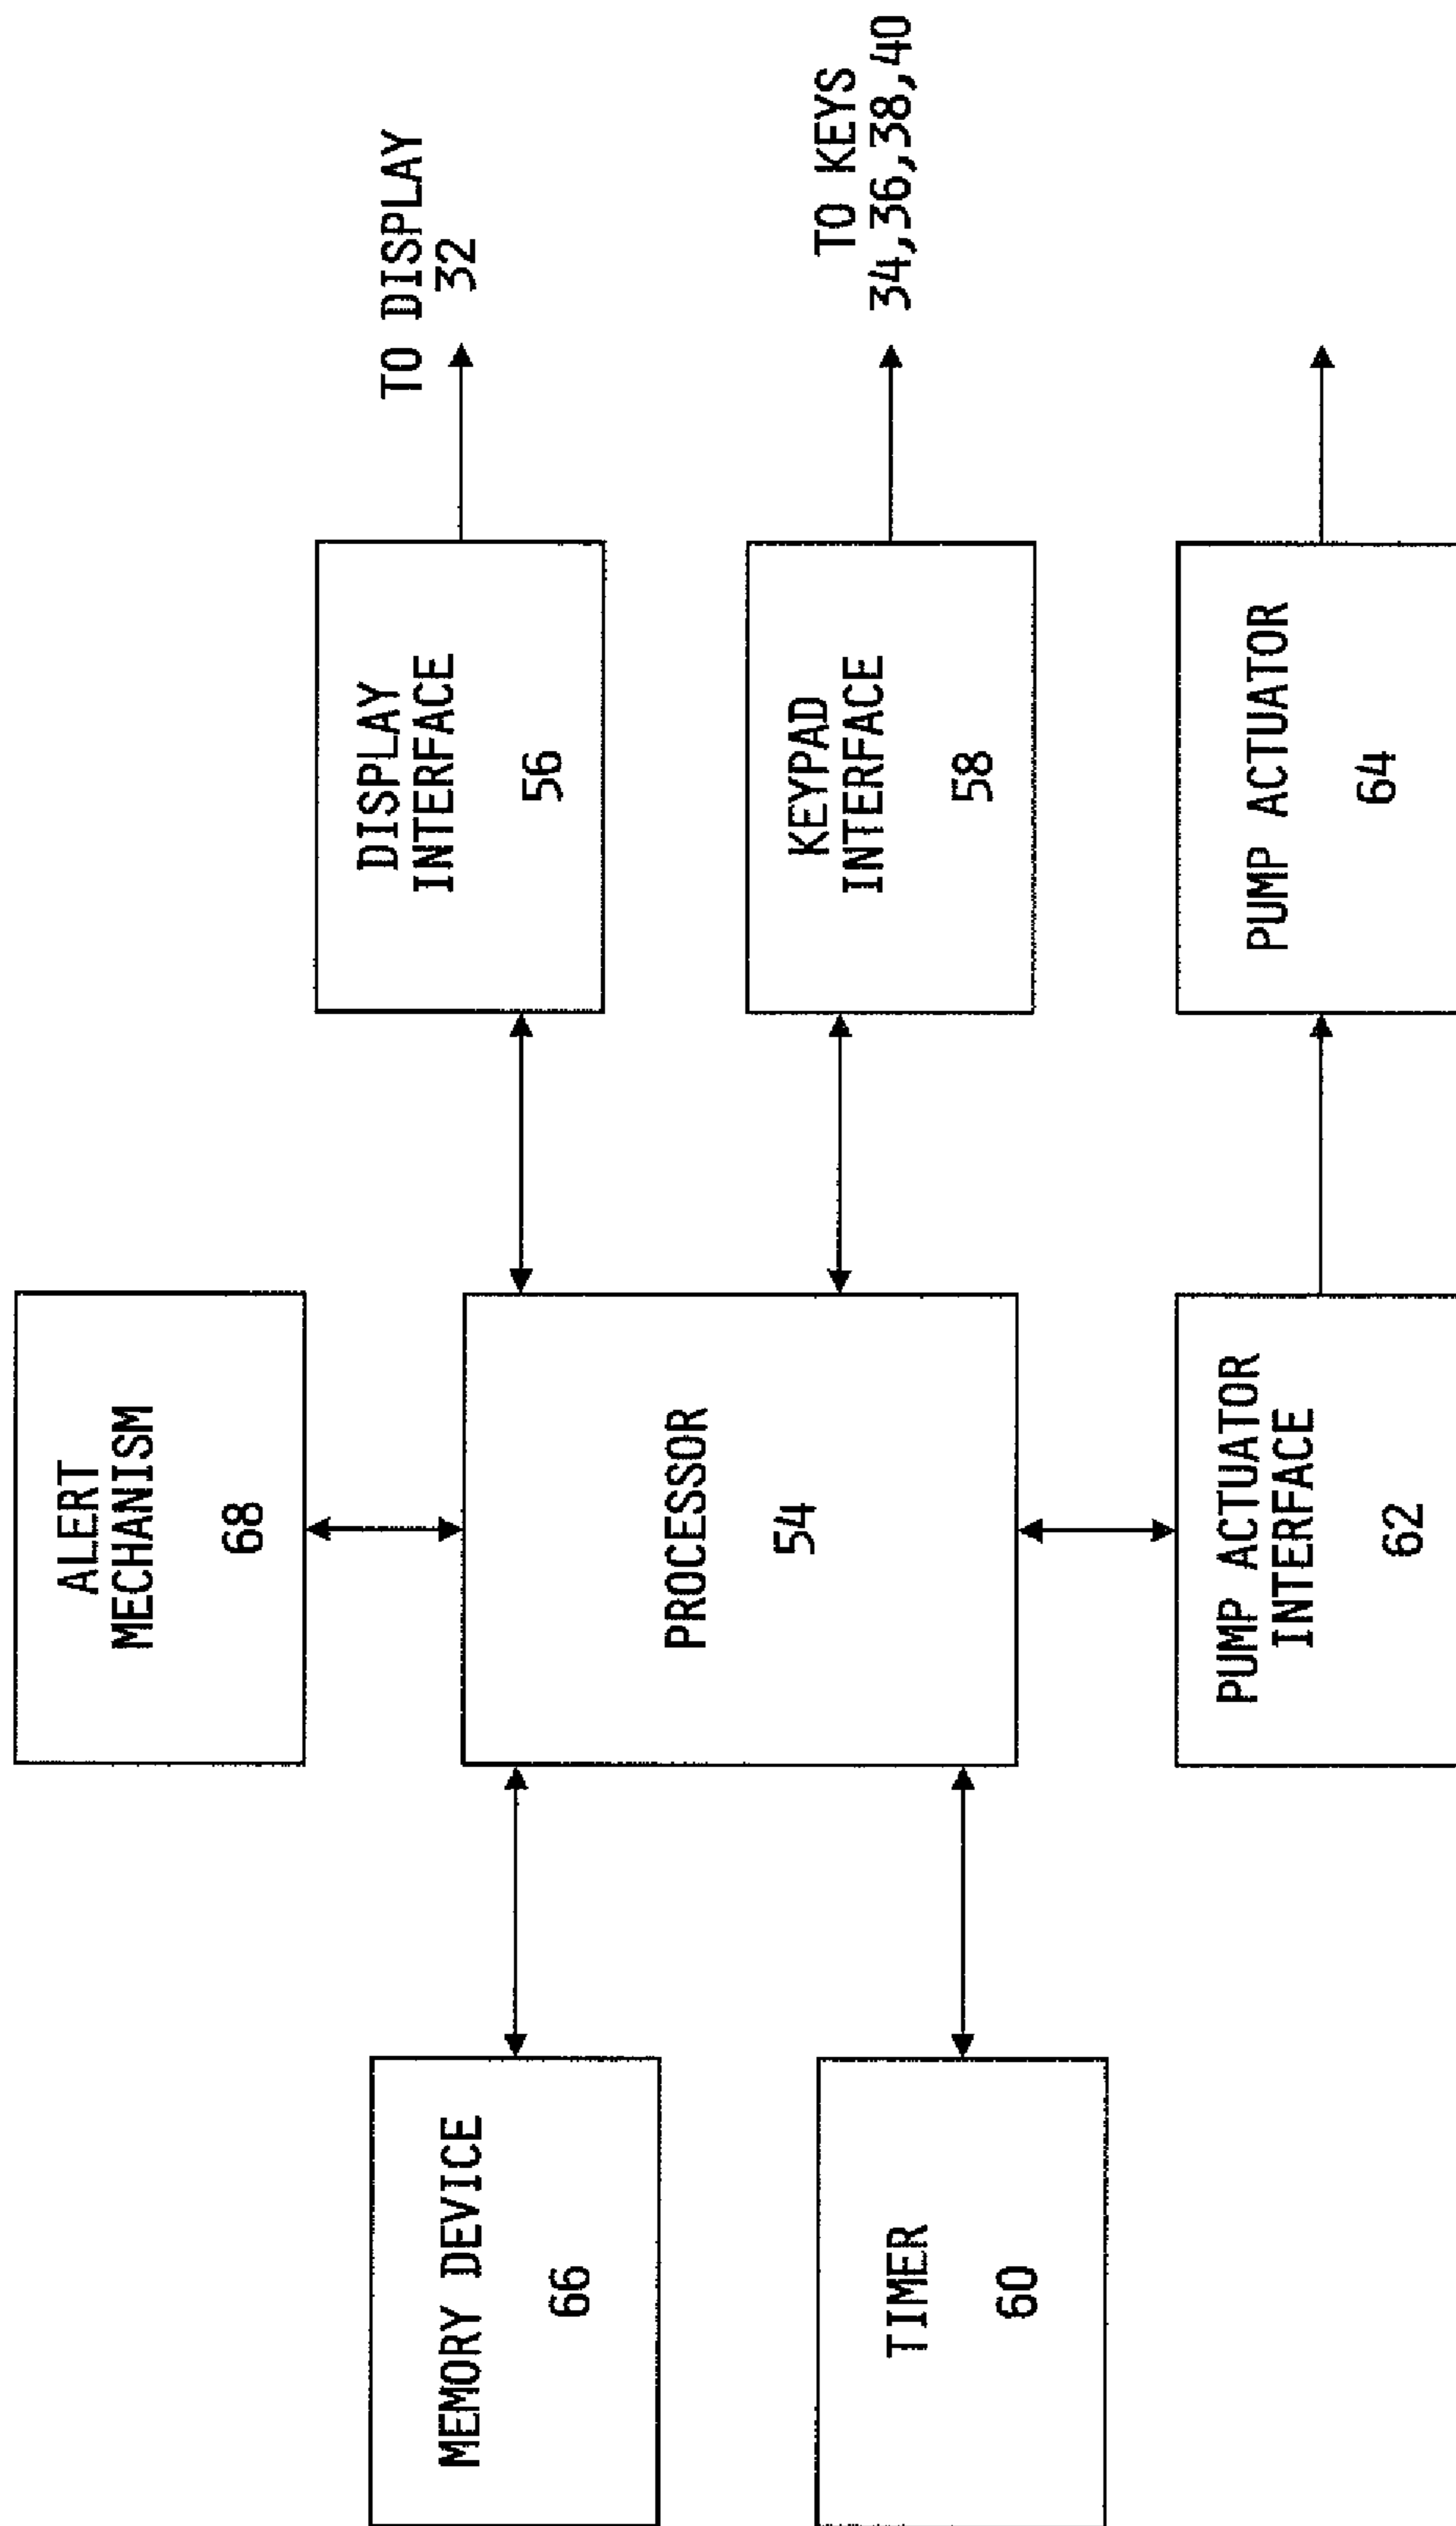 ALERT
MECHANISM
68
MEMORY DEVICE
66
PROCESSOR
54
DISPLAY
INTERFACE
56
TO DISPLAY
32
TIMER
60
KEYPAD
INTERFACE
58
TO KEYS
34,36,38,40
PUMP ACTUATOR
INTERFACE
62
PUMP ACTUATOR
64